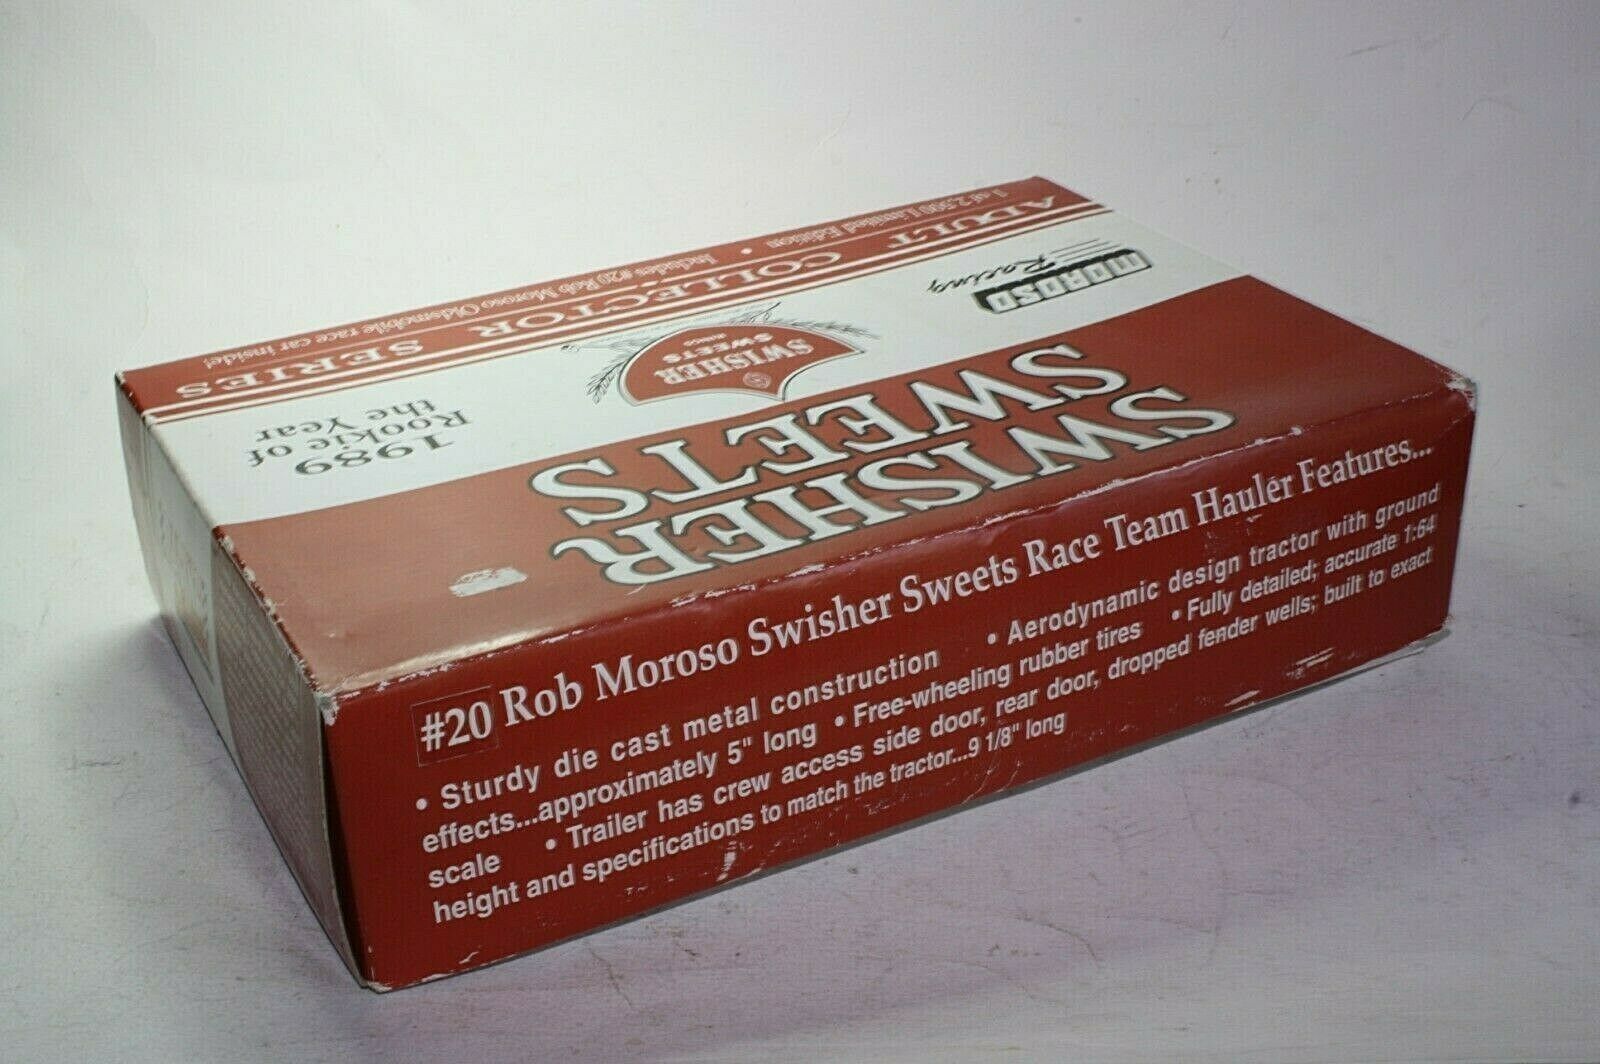 #20 Rob Moroso Swisher Sweets Race Team Hauler Features...
• Sturdy die cast metal construction • Aerodynamic design tractor with ground
effects...approximately 5" long • Free-wheeling rubber tires • Fully detailed; accurate 1:64
scale • Trailer has crew access side door, rear door, dropped fender wells; built to exact
height and specifications to match the tractor...9 1/8" long
SWISHER
SWEETS
SWISHER
SWEETS
KINGS
MOROSO
Racing
1989
Rookie of
the Year
ADULT COLLECTOR SERIES
1 of 2,500 Limited Edition • Includes #20 Rob Moroso Oldsmobile race car inside!